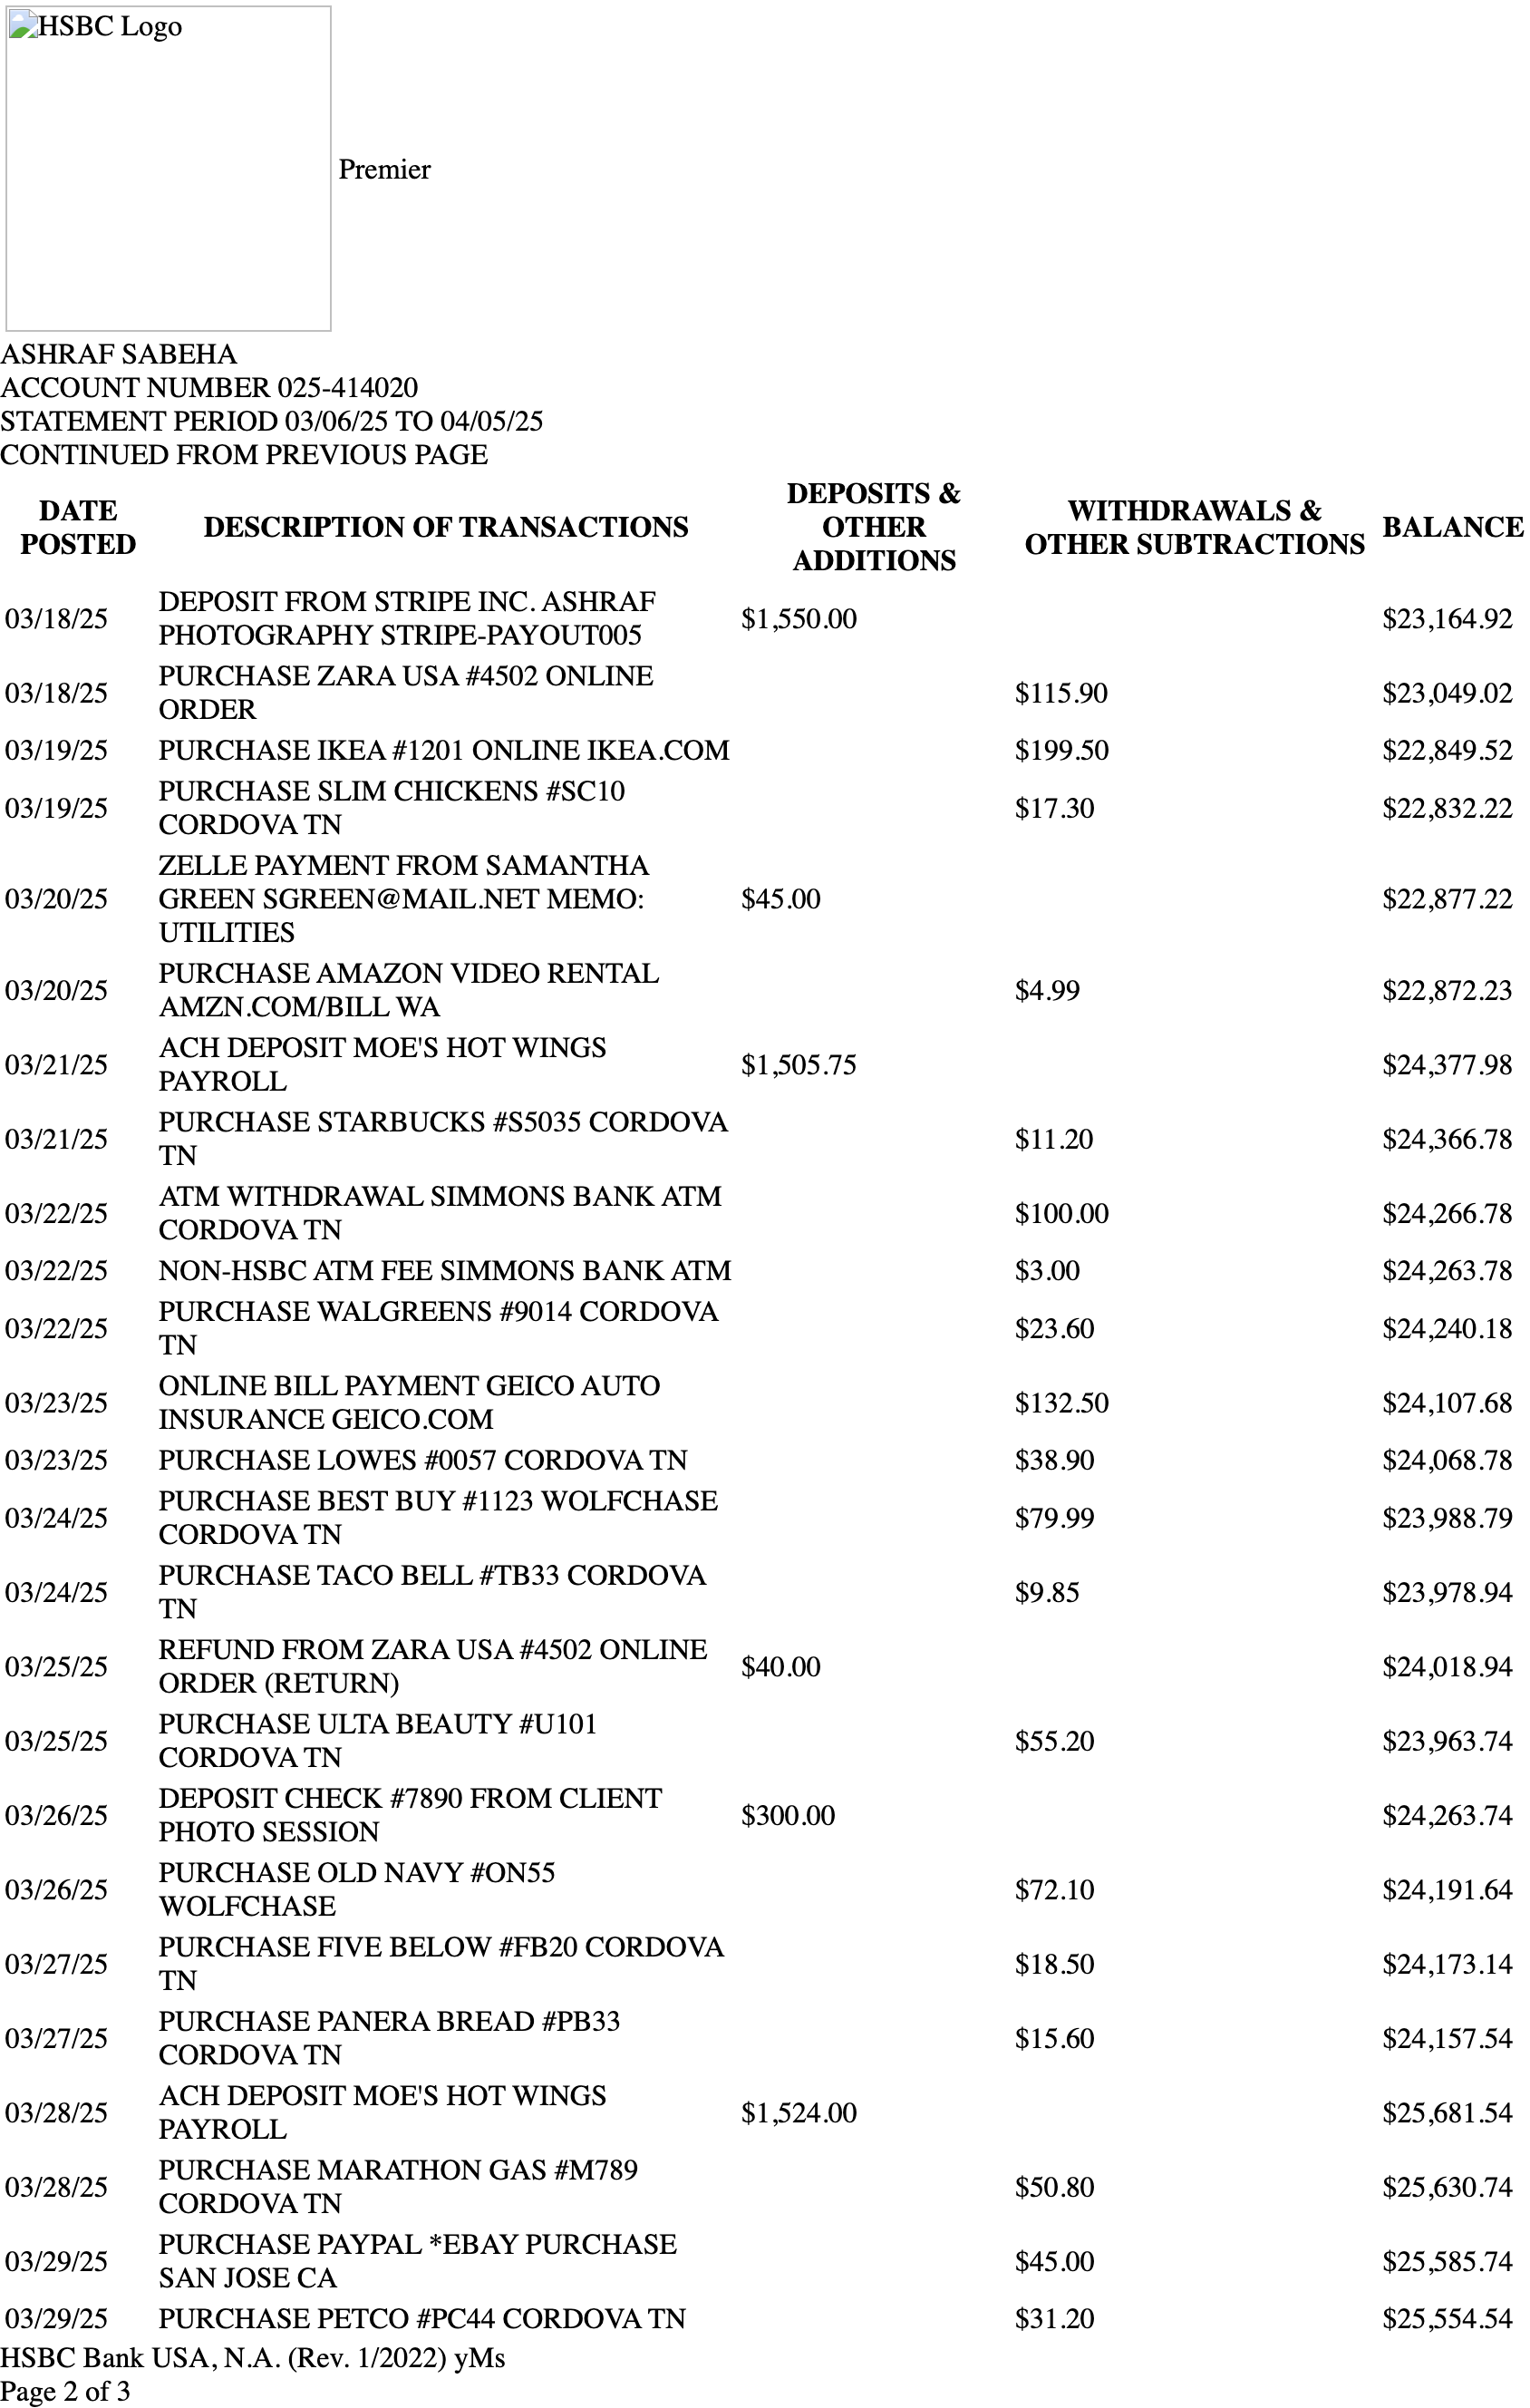 HSBC Logo
Premier
ASHRAF SABEHA
ACCOUNT NUMBER 025-414020
STATEMENT PERIOD 03/06/25 TO 04/05/25
CONTINUED FROM PREVIOUS PAGE
DATE POSTED DESCRIPTION OF TRANSACTIONS DEPOSITS & OTHER ADDITIONS WITHDRAWALS & OTHER SUBTRACTIONS BALANCE
03/18/25 DEPOSIT FROM STRIPE INC. ASHRAF PHOTOGRAPHY STRIPE-PAYOUT005 $1,550.00 $23,164.92
03/18/25 PURCHASE ZARA USA #4502 ONLINE ORDER $115.90 $23,049.02
03/19/25 PURCHASE IKEA #1201 ONLINE IKEA.COM $199.50 $22,849.52
03/19/25 PURCHASE SLIM CHICKENS #SC10 CORDOVA TN $17.30 $22,832.22
03/20/25 ZELLE PAYMENT FROM SAMANTHA GREEN SGREEN@MAIL.NET MEMO: UTILITIES $45.00 $22,877.22
03/20/25 PURCHASE AMAZON VIDEO RENTAL AMZN.COM/BILL WA $4.99 $22,872.23
03/21/25 ACH DEPOSIT MOE'S HOT WINGS PAYROLL $1,505.75 $24,377.98
03/21/25 PURCHASE STARBUCKS #S5035 CORDOVA TN $11.20 $24,366.78
03/22/25 ATM WITHDRAWAL SIMMONS BANK ATM CORDOVA TN $100.00 $24,266.78
03/22/25 NON-HSBC ATM FEE SIMMONS BANK ATM $3.00 $24,263.78
03/22/25 PURCHASE WALGREENS #9014 CORDOVA TN $23.60 $24,240.18
03/23/25 ONLINE BILL PAYMENT GEICO AUTO INSURANCE GEICO.COM $132.50 $24,107.68
03/23/25 PURCHASE LOWES #0057 CORDOVA TN $38.90 $24,068.78
03/24/25 PURCHASE BEST BUY #1123 WOLFCHASE CORDOVA TN $79.99 $23,988.79
03/24/25 PURCHASE TACO BELL #TB33 CORDOVA TN $9.85 $23,978.94
03/25/25 REFUND FROM ZARA USA #4502 ONLINE ORDER (RETURN) $40.00 $24,018.94
03/25/25 PURCHASE ULTA BEAUTY #U101 CORDOVA TN $55.20 $23,963.74
03/26/25 DEPOSIT CHECK #7890 FROM CLIENT PHOTO SESSION $300.00 $24,263.74
03/26/25 PURCHASE OLD NAVY #ON55 WOLFCHASE $72.10 $24,191.64
03/27/25 PURCHASE FIVE BELOW #FB20 CORDOVA TN $18.50 $24,173.14
03/27/25 PURCHASE PANERA BREAD #PB33 CORDOVA TN $15.60 $24,157.54
03/28/25 ACH DEPOSIT MOE'S HOT WINGS PAYROLL $1,524.00 $25,681.54
03/28/25 PURCHASE MARATHON GAS #M789 CORDOVA TN $50.80 $25,630.74
03/29/25 PURCHASE PAYPAL *EBAY PURCHASE SAN JOSE CA $45.00 $25,585.74
03/29/25 PURCHASE PETCO #PC44 CORDOVA TN $31.20 $25,554.54
HSBC Bank USA, N.A. (Rev. 1/2022) yMs
Page 2 of 3